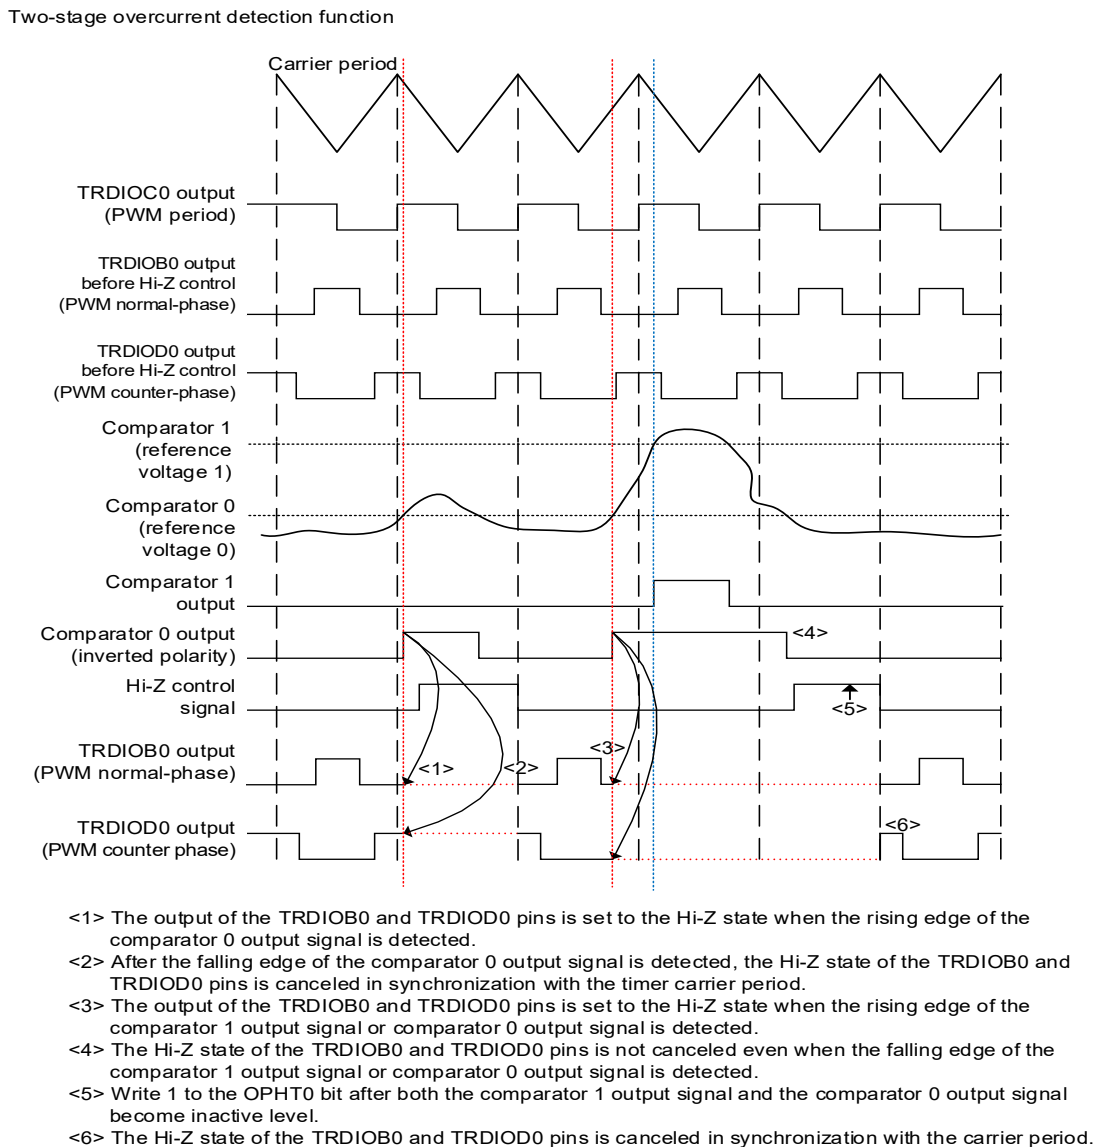 Two-stage overcurrent detection function
Carrier period
TRDIOC0 output
(PWM period)
TRDIOB0 output
before Hi-Z control
(PWM normal-phase)
TRDIOD0 output
before Hi-Z control
(PWM counter-phase)
Comparator 1
(reference
voltage 1)
Comparator 0
(reference
voltage 0)
Comparator 1
output
Comparator 0 output
(inverted polarity)
<4>
Hi-Z control
signal
<5>
TRDIOB0 output
(PWM normal-phase)
<1>
<2>
<3>
TRDIOD0 output
(PWM counter phase)
<6>
<1> The output of the TRDIOB0 and TRDIOD0 pins is set to the Hi-Z state when the rising edge of the
comparator 0 output signal is detected.
<2> After the falling edge of the comparator 0 output signal is detected, the Hi-Z state of the TRDIOB0 and
TRDIOD0 pins is canceled in synchronization with the timer carrier period.
<3> The output of the TRDIOB0 and TRDIOD0 pins is set to the Hi-Z state when the rising edge of the
comparator 1 output signal or comparator 0 output signal is detected.
<4> The Hi-Z state of the TRDIOB0 and TRDIOD0 pins is not canceled even when the falling edge of the
comparator 1 output signal or comparator 0 output signal is detected.
<5> Write 1 to the OPHT0 bit after both the comparator 1 output signal and the comparator 0 output signal
become inactive level.
<6> The Hi-Z state of the TRDIOB0 and TRDIOD0 pins is canceled in synchronization with the carrier period.